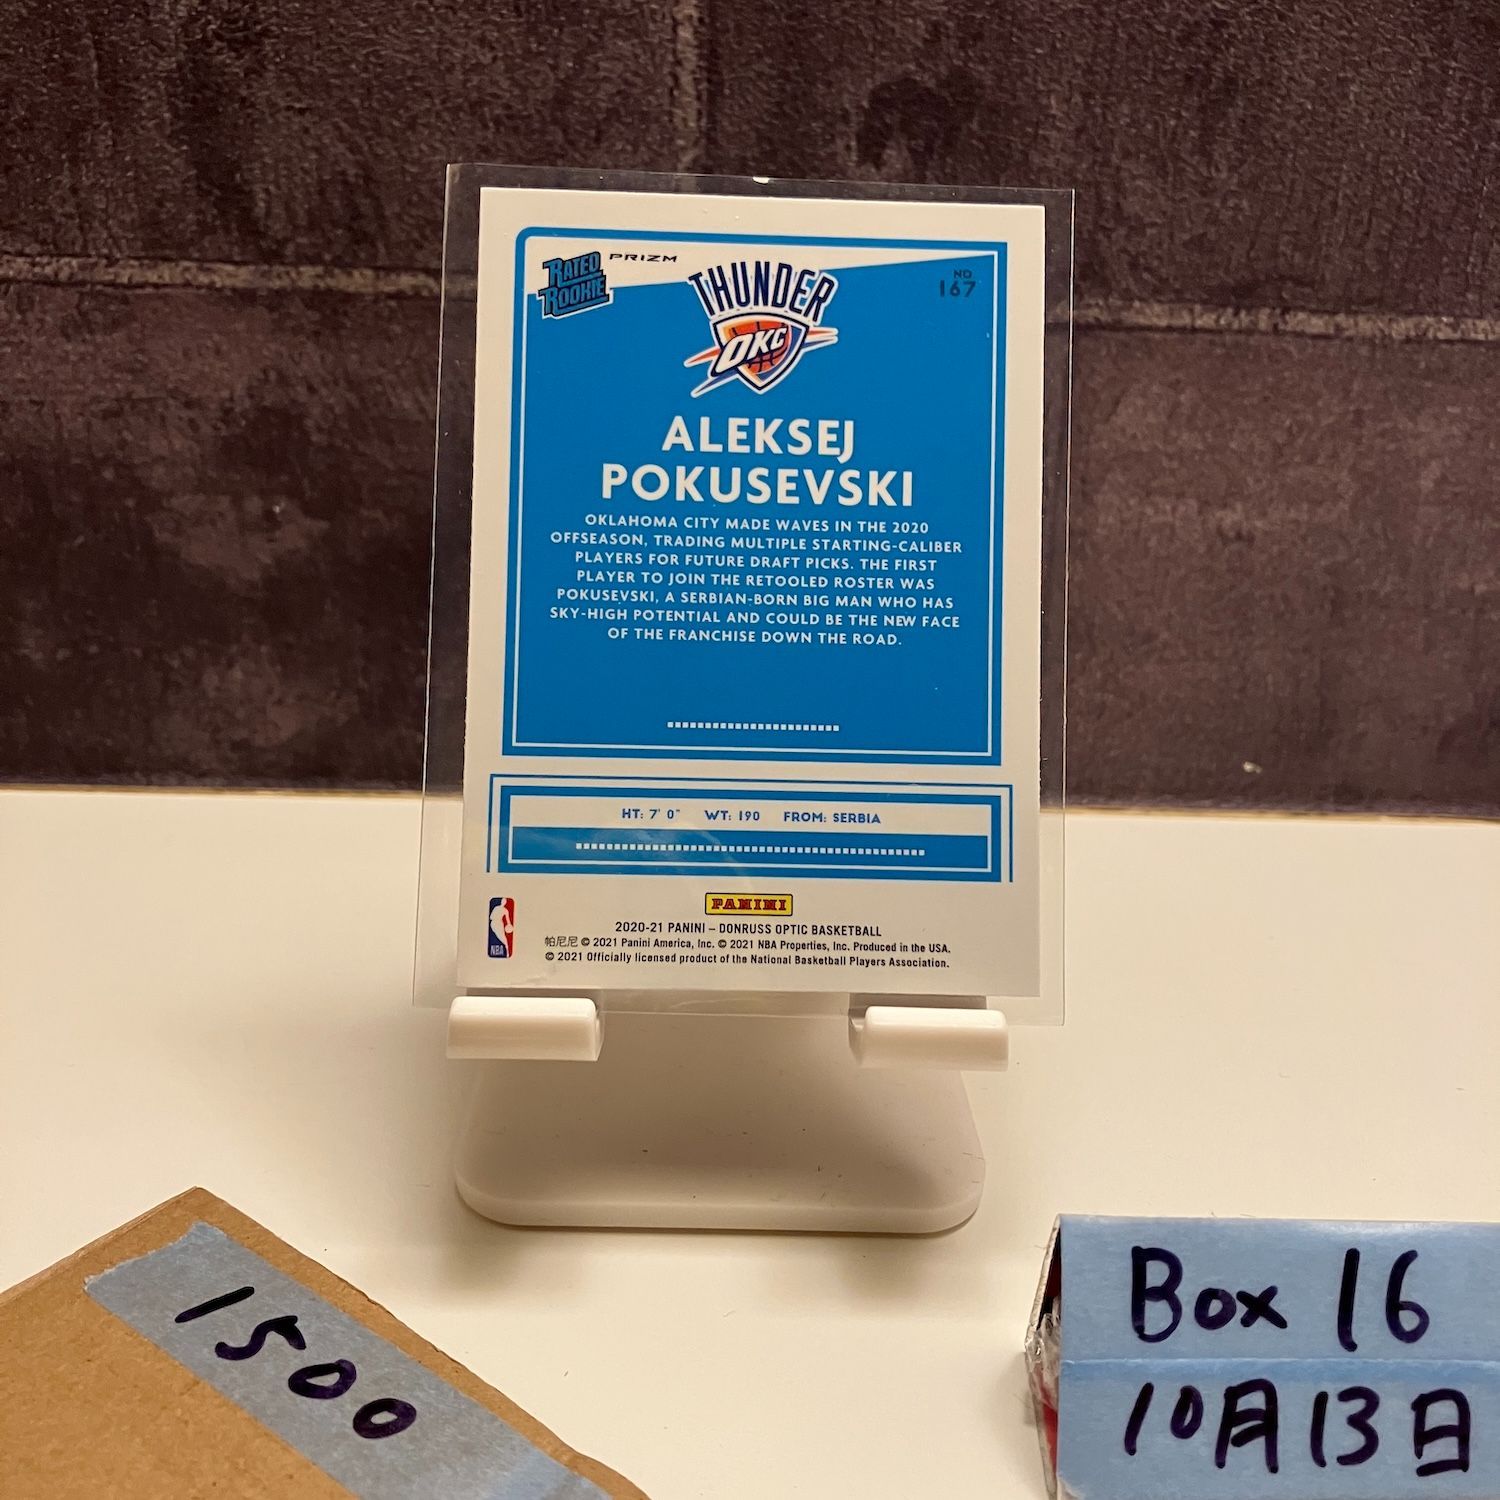 RATED
ROOKIE
PRIZM
THUNDER
OKC
NO
167
ALEKSEJ
POKUSEVSKI
OKLAHOMA CITY MADE WAVES IN THE 2020
OFFSEASON, TRADING MULTIPLE STARTING-CALIBER
PLAYERS FOR FUTURE DRAFT PICKS. THE FIRST
PLAYER TO JOIN THE RETOOLED ROSTER WAS
POKUSEVSKI, A SERBIAN-BORN BIG MAN WHO HAS
SKY-HIGH POTENTIAL AND COULD BE THE NEW FACE
OF THE FRANCHISE DOWN THE ROAD.
HT: 7' 0" WT: 190 FROM: SERBIA
PANINI
NBA
2020-21 PANINI – DONRUSS OPTIC BASKETBALL
帕尼尼 © 2021 Panini America, Inc. © 2021 NBA Properties, Inc. Produced in the USA.
© 2021 Officially licensed product of the National Basketball Players Association.
1500
Box 16
10月13日